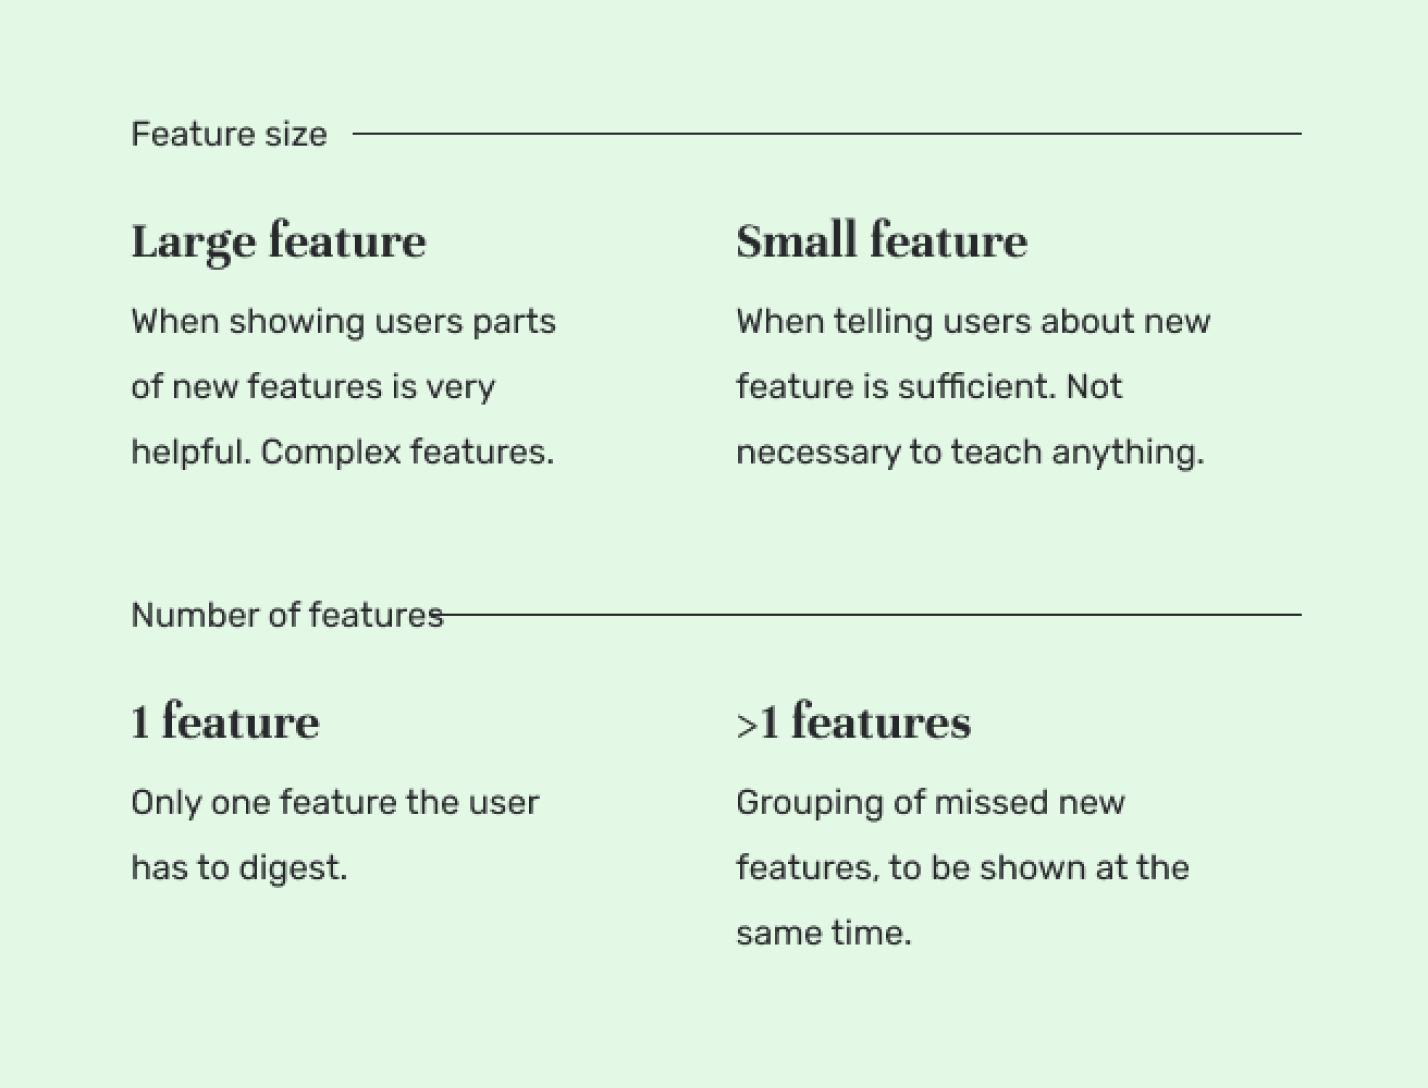 Feature size
Large feature
When showing users parts
of new features is very
helpful. Complex features.
Small feature
When telling users about new
feature is sufficient. Not
necessary to teach anything.
Number of features
1 feature
Only one feature the user
has to digest.
>1 features
Grouping of missed new
features, to be shown at the
same time.